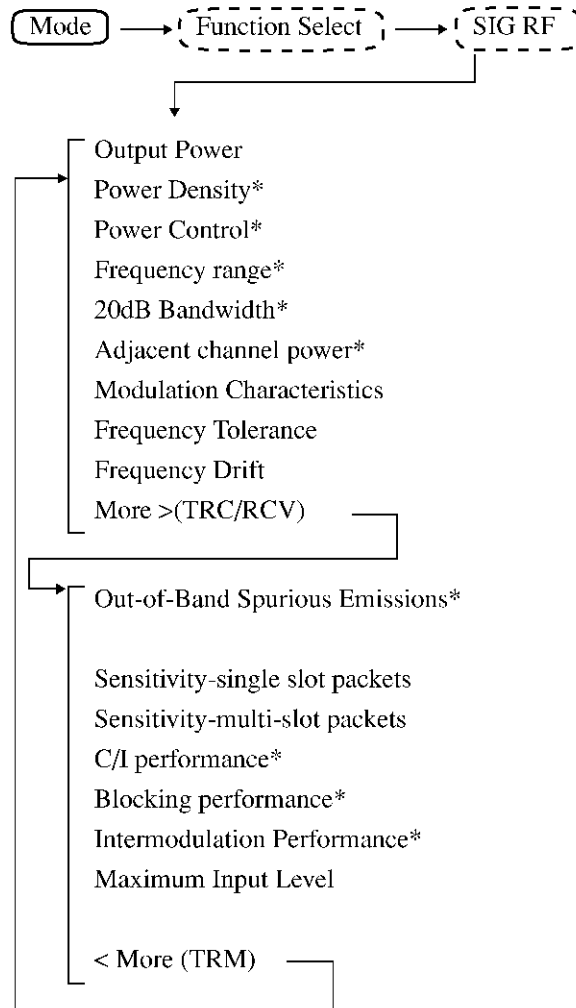 Mode Function Select SIG RF
Output Power
Power Density*
Power Control*
Frequency range*
20dB Bandwidth*
Adjacent channel power*
Modulation Characteristics
Frequency Tolerance
Frequency Drift
More >(TRC/RCV)
Out-of-Band Spurious Emissions*
Sensitivity-single slot packets
Sensitivity-multi-slot packets
C/I performance*
Blocking performance*
Intermodulation Performance*
Maximum Input Level
< More (TRM)